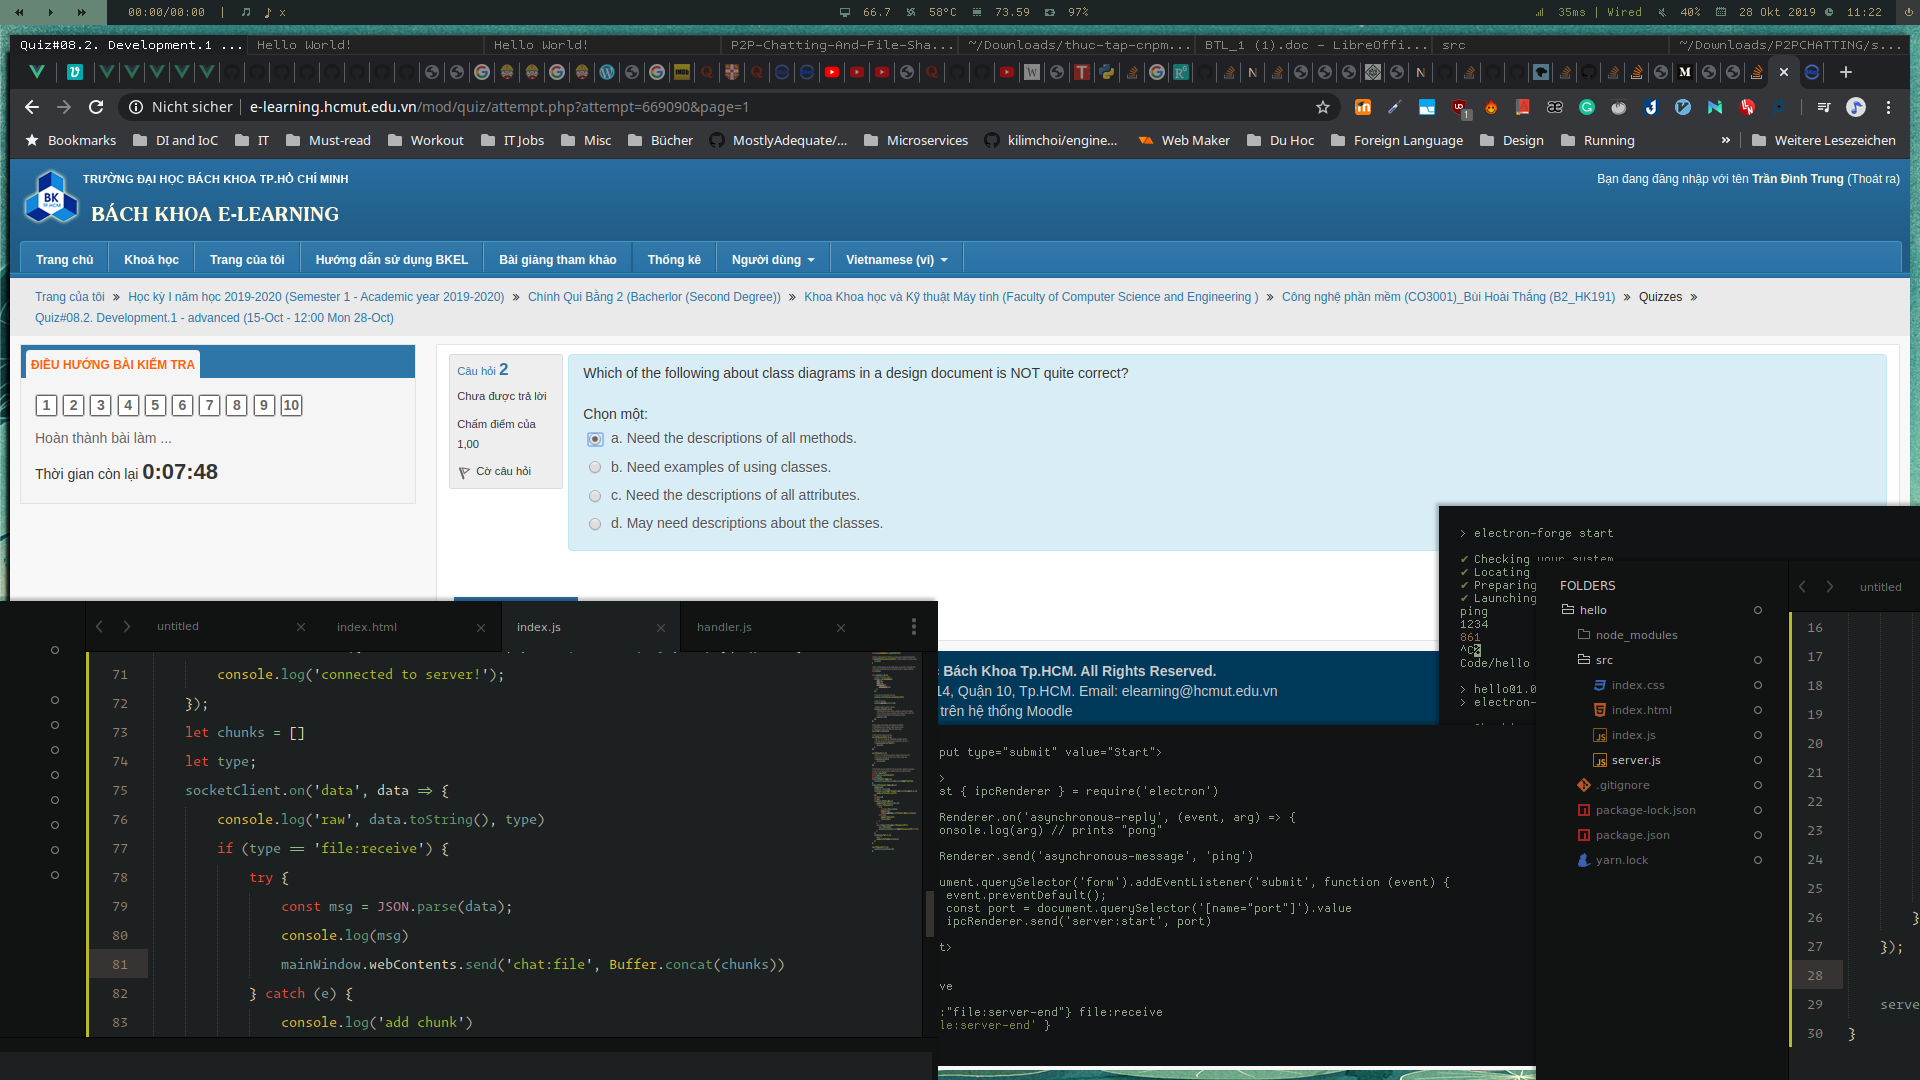 00:00/00:00 | x
66.7 58°C 73.59 97%
35ms | Wired 40% 28 Okt 2019 11:22
Quiz#08.2. Development.1 ... Hello World! Hello World! P2P-Chatting-And-File-Sha... ~/Downloads/thuc-tap-cnpm... BTL_1 (1).doc - LibreOffi... src ~/Downloads/P2PCHATTING/s...
Nicht sicher | e-learning.hcmut.edu.vn/mod/quiz/attempt.php?attempt=669090&page=1
Bookmarks DI and IoC IT Must-read Workout IT Jobs Misc Bücher MostlyAdequate/... Microservices kilimchoi/engine... Web Maker Du Hoc Foreign Language Design Running » Weitere Lesezeichen
TRƯỜNG ĐẠI HỌC BÁCH KHOA TP.HỒ CHÍ MINH
BK
TP.HCM
BÁCH KHOA E-LEARNING
Bạn đang đăng nhập với tên Trần Đình Trung (Thoát ra)
Trang chủ Khoá học Trang của tôi Hướng dẫn sử dụng BKEL Bài giảng tham khảo Thống kê Người dùng Vietnamese (vi)
Trang của tôi » Học kỳ I năm học 2019-2020 (Semester 1 - Academic year 2019-2020) » Chính Qui Bằng 2 (Bacherlor (Second Degree)) » Khoa Khoa học và Kỹ thuật Máy tính (Faculty of Computer Science and Engineering ) » Công nghệ phần mềm (CO3001)_Bùi Hoài Thắng (B2_HK191) » Quizzes »
Quiz#08.2. Development.1 - advanced (15-Oct - 12:00 Mon 28-Oct)
ĐIỀU HƯỚNG BÀI KIỂM TRA
1 2 3 4 5 6 7 8 9 10
Hoàn thành bài làm ...
Thời gian còn lại 0:07:48
Câu hỏi 2
Chưa được trả lời
Chấm điểm của
1,00
Cờ câu hỏi
Which of the following about class diagrams in a design document is NOT quite correct?
Chọn một:
a. Need the descriptions of all methods.
b. Need examples of using classes.
c. Need the descriptions of all attributes.
d. May need descriptions about the classes.
Bách Khoa Tp.HCM. All Rights Reserved.
14, Quận 10, Tp.HCM. Email: elearning@hcmut.edu.vn
trên hệ thống Moodle
> electron-forge start
✔ Checking your system
✔ Locating
✔ Preparing
✔ Launching
ping
1234
861
^C
Code/hello
> hello@1.0
> electron-
untitled index.html index.js handler.js
71 console.log('connected to server!');
72 });
73 let chunks = []
74 let type;
75 socketClient.on('data', data => {
76 console.log('raw', data.toString(), type)
77 if (type == 'file:receive') {
78 try {
79 const msg = JSON.parse(data);
80 console.log(msg)
81 mainWindow.webContents.send('chat:file', Buffer.concat(chunks))
82 } catch (e) {
83 console.log('add chunk')
put type="submit" value="Start">
>
st { ipcRenderer } = require('electron')
Renderer.on('asynchronous-reply', (event, arg) => {
onsole.log(arg) // prints "pong"
Renderer.send('asynchronous-message', 'ping')
ument.querySelector('form').addEventListener('submit', function (event) {
event.preventDefault();
const port = document.querySelector('[name="port"]').value
ipcRenderer.send('server:start', port)
t>
ve
:"file:server-end"} file:receive
le:server-end' }
FOLDERS
hello
node_modules
src
index.css
index.html
index.js
server.js
.gitignore
package-lock.json
package.json
yarn.lock
untitled
16
17
18
19
20
21
22
23
24
25
26 }
27 });
28
29 serve
30 }